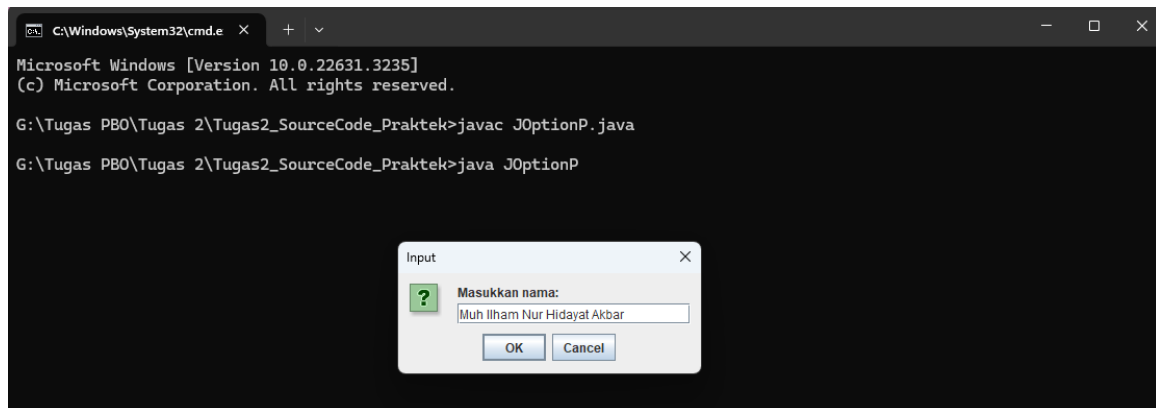 C:\Windows\System32\cmd.e
Microsoft Windows [Version 10.0.22631.3235]
(c) Microsoft Corporation. All rights reserved.
G:\Tugas PBO\Tugas 2\Tugas2_SourceCode_Praktek>javac JOptionP.java
G:\Tugas PBO\Tugas 2\Tugas2_SourceCode_Praktek>java JOptionP
Input
Masukkan nama:
Muh Ilham Nur Hidayat Akbar
OK Cancel